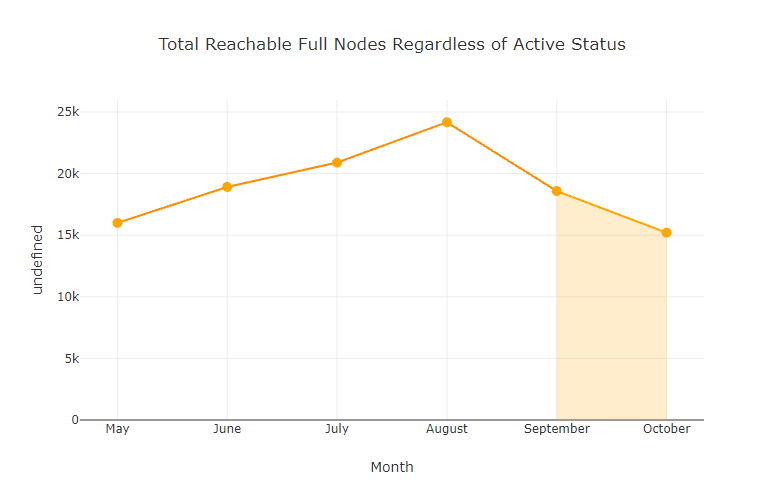 Total Reachable Full Nodes Regardless of Active Status
25k
20k
15k
10k
5k
0
undefined
May June July August September October
Month